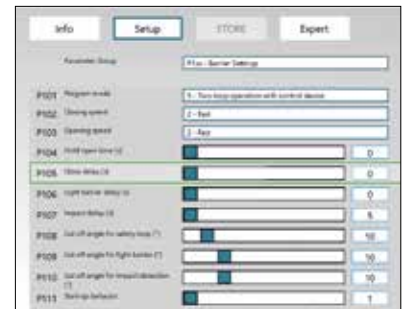 Info Setup STORE Expert
Parameter Group P1xx - Barrier Settings
P101 Program mode 1 - Two loop operation with control device
P102 Closing speed 2 - Fast
P103 Opening speed 2 - Fast
P104 Hold open time [s] 0
P105 Close delay [s] 0
P106 Light barrier delay [s] 0
P107 Impact delay [s] 5
P108 Cut off angle for safety loop [°] 10
P109 Cut off angle for light barrier [°] 10
P110 Cut off angle for impact detection
[°] 10
P113 Start-up behavior 1